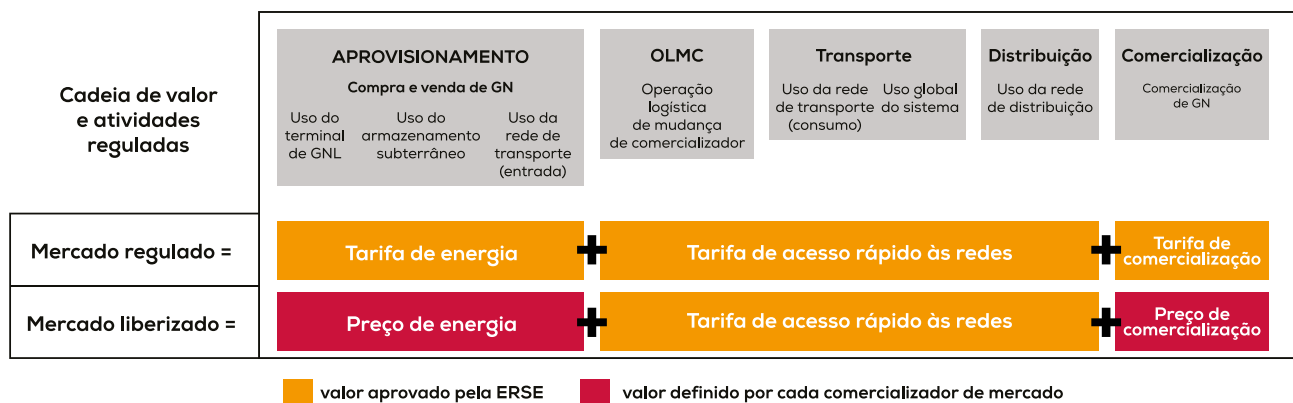 Cadeia de valor
e atividades
reguladas
APROVISIONAMENTO
Compra e venda de GN
Uso do
terminal
de GNL
Uso do
armazenamento
subterrâneo
Uso da
rede de
transporte
(entrada)
OLMC
Operação
logística
de mudança
de comercializador
Transporte
Uso da rede
de transporte
(consumo)
Uso global
do sistema
Distribuição
Uso da rede
de distribuição
Comercialização
Comercialização
de GN
Mercado regulado =
Tarifa de energia
+
Tarifa de acesso rápido às redes
+
Tarifa de
comercialização
Mercado liberizado =
Preço de energia
+
Tarifa de acesso rápido às redes
+
Preço de
comercialização
valor aprovado pela ERSE
valor definido por cada comercializador de mercado